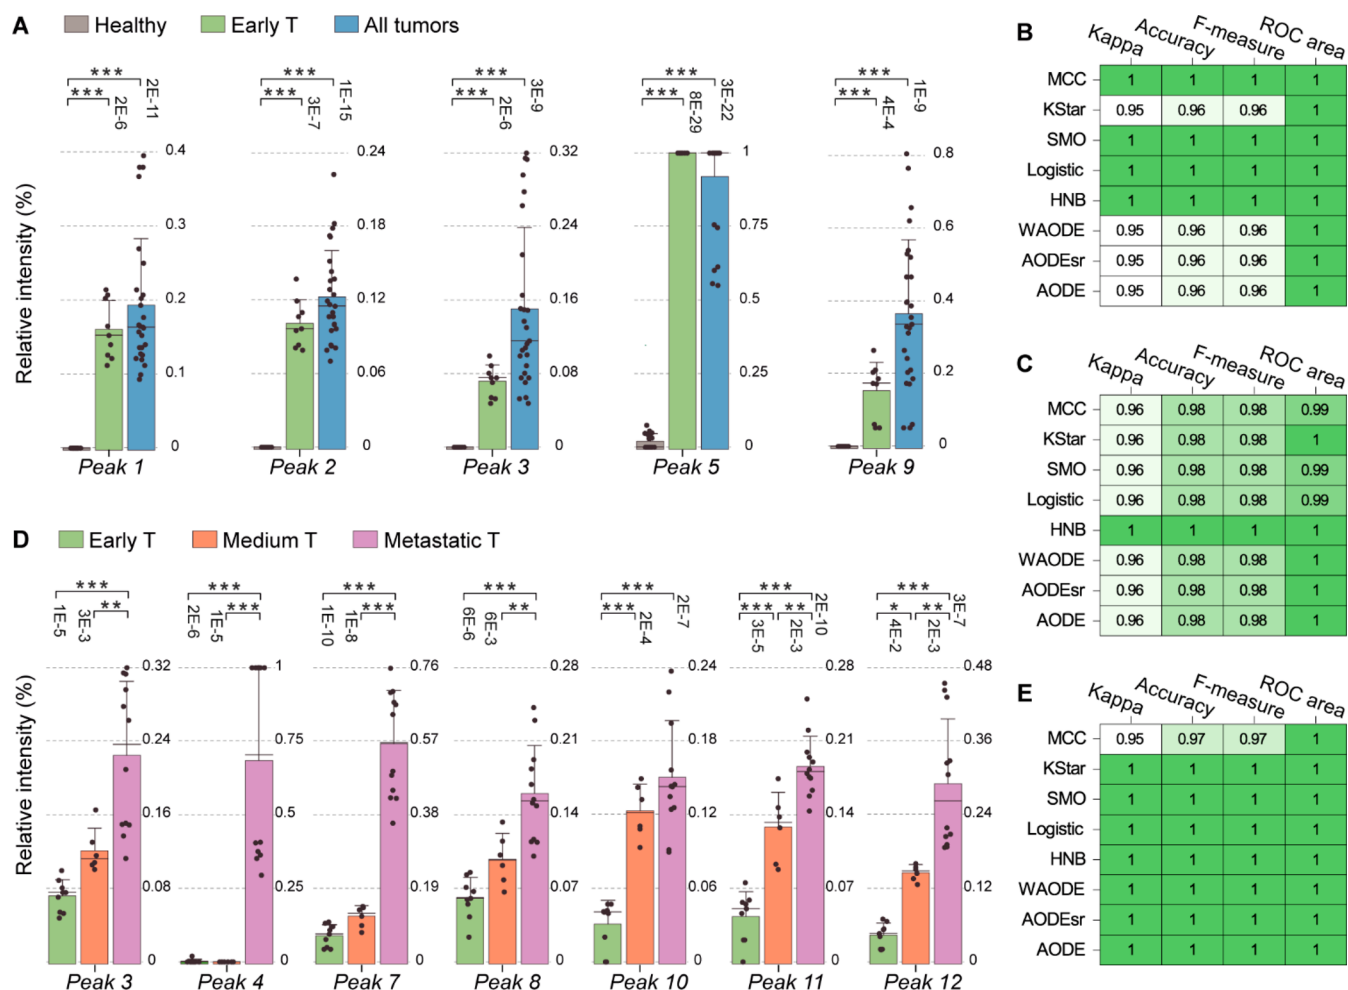 A
Healthy
Early T
All tumors
Relative intensity (%)
***
***
2E-6
2E-11
0.4
0.3
0.2
0.1
0
Peak 1
***
***
3E-7
1E-15
0.24
0.18
0.12
0.06
0
Peak 2
***
***
2E-6
3E-9
0.32
0.24
0.16
0.08
0
Peak 3
***
***
8E-29
3E-22
1
0.75
0.5
0.25
0
Peak 5
***
***
4E-4
1E-9
0.8
0.6
0.4
0.2
0
Peak 9
B
Kappa Accuracy F-measure ROC area
MCC 1 1 1 1
KStar 0.95 0.96 0.96 1
SMO 1 1 1 1
Logistic 1 1 1 1
HNB 1 1 1 1
WAODE 0.95 0.96 0.96 1
AODEsr 0.95 0.96 0.96 1
AODE 0.95 0.96 0.96 1
C
Kappa Accuracy F-measure ROC area
MCC 0.96 0.98 0.98 0.99
KStar 0.96 0.98 0.98 1
SMO 0.96 0.98 0.98 0.99
Logistic 0.96 0.98 0.98 0.99
HNB 1 1 1 1
WAODE 0.96 0.98 0.98 1
AODEsr 0.96 0.98 0.98 1
AODE 0.96 0.98 0.98 1
D
Early T
Medium T
Metastatic T
Relative intensity (%)
***
**
1E-5
3E-3
0.32
0.24
0.16
0.08
0
Peak 3
***
***
2E-6
1E-5
1
0.75
0.5
0.25
0
Peak 4
***
***
1E-10
1E-8
0.76
0.57
0.38
0.19
0
Peak 7
***
**
6E-6
6E-3
0.28
0.21
0.14
0.07
0
Peak 8
***
***
2E-4
2E-7
0.24
0.18
0.12
0.06
0
Peak 10
***
*** **
3E-5
2E-3
2E-10
0.28
0.21
0.14
0.07
0
Peak 11
***
* **
4E-2
2E-3
3E-7
0.48
0.36
0.24
0.12
0
Peak 12
E
Kappa Accuracy F-measure ROC area
MCC 0.95 0.97 0.97 1
KStar 1 1 1 1
SMO 1 1 1 1
Logistic 1 1 1 1
HNB 1 1 1 1
WAODE 1 1 1 1
AODEsr 1 1 1 1
AODE 1 1 1 1